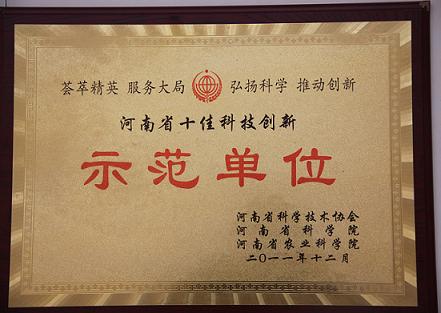 荟萃精英 服务大局 弘扬科学 推动创新
河南省十佳科技创新
示范单位
河南省科学技术协会
河南省科学院
河南省农业科学院
二〇一一年十二月